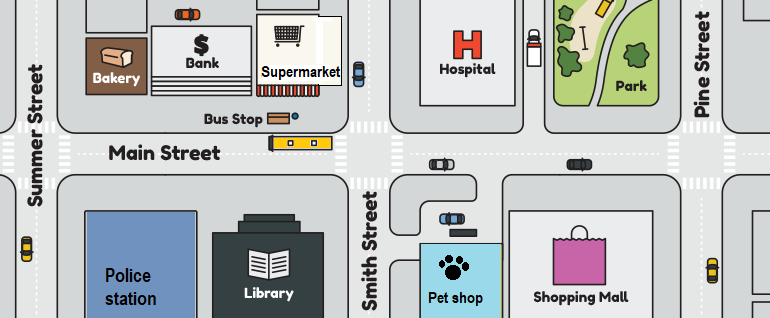 Summer Street
Bakery
$
Bank
Supermarket
Bus Stop
Main Street
H
Hospital
Park
Pine Street
Police
station
Library
Smith Street
Pet shop
Shopping Mall